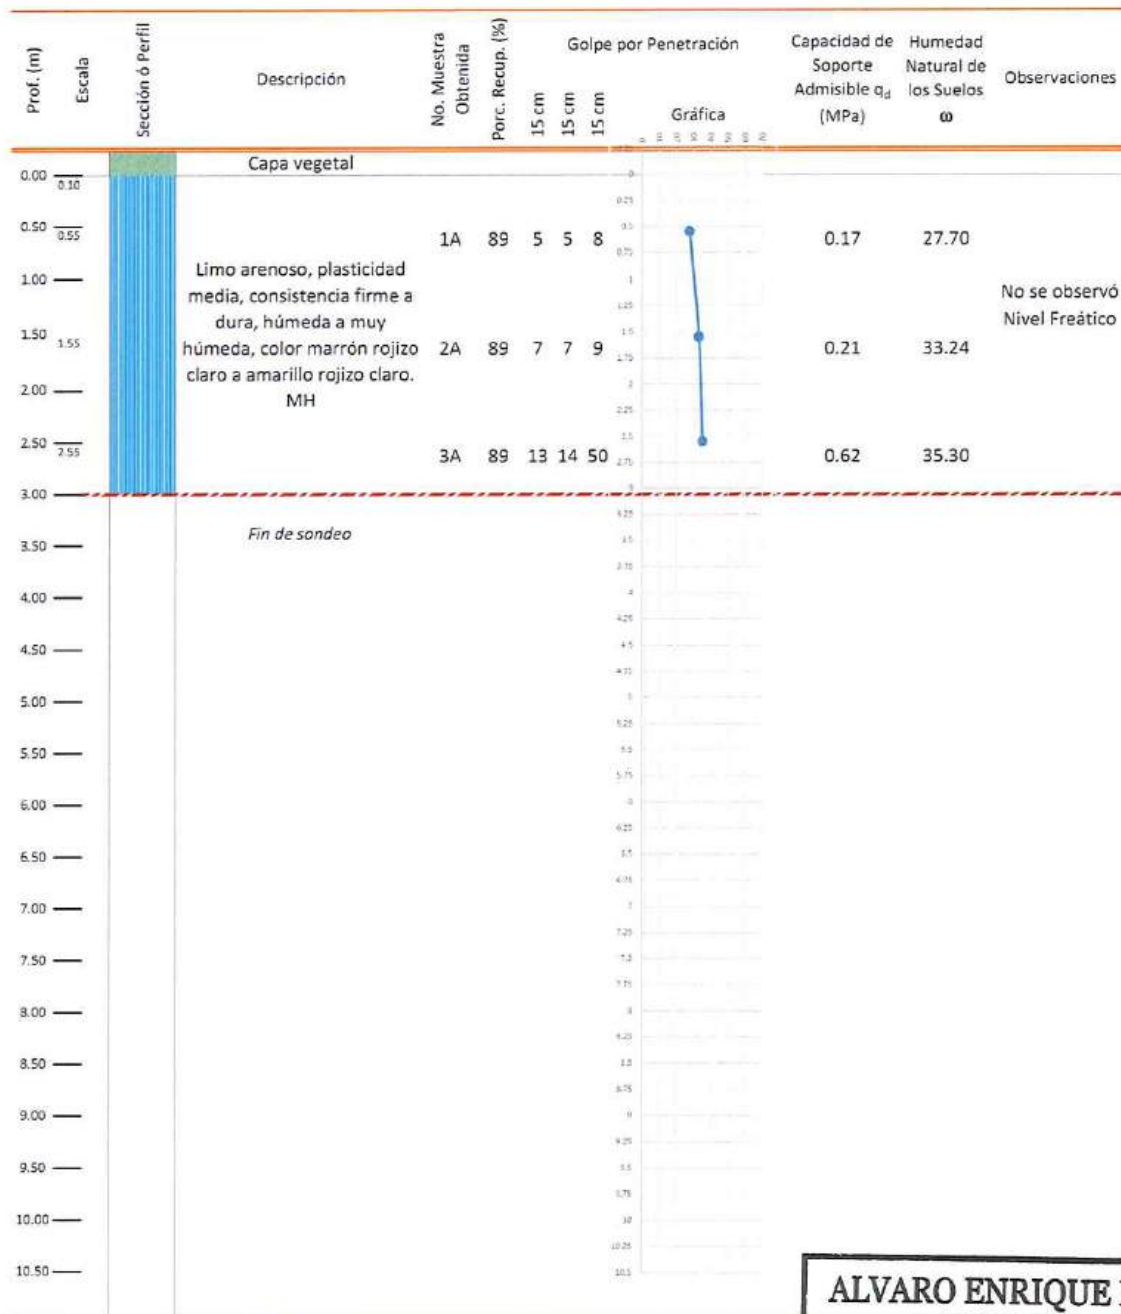 Prof. (m)
Escala
Sección ó Perfil
Descripción
No. Muestra
Obtenida
Porc. Recup. (%)
Golpe por Penetración
15 cm
15 cm
15 cm
Gráfica
Capacidad de
Soporte
Admisible qd
(MPa)
Humedad
Natural de
los Suelos
ω
Observaciones
Capa vegetal
0.00
0.10
0.50
0.55
1A 89 5 5 8 0.17 27.70
1.00
Limo arenoso, plasticidad
media, consistencia firme a
dura, húmeda a muy
húmeda, color marrón rojizo
claro a amarillo rojizo claro.
MH
No se observó
Nivel Freático
1.50
1.55
2A 89 7 7 9 0.21 33.24
2.00
2.50
2.55
3A 89 13 14 50 0.62 35.30
3.00
Fin de sondeo
3.50
4.00
4.50
5.00
5.50
6.00
6.50
7.00
7.50
8.00
8.50
9.00
9.50
10.00
10.50
ALVARO ENRIQUE